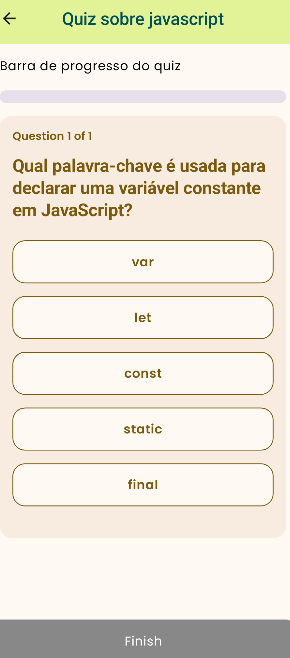 Quiz sobre javascript
Barra de progresso do quiz
Question 1 of 1
Qual palavra-chave é usada para
declarar uma variável constante
em JavaScript?
var
let
const
static
final
Finish